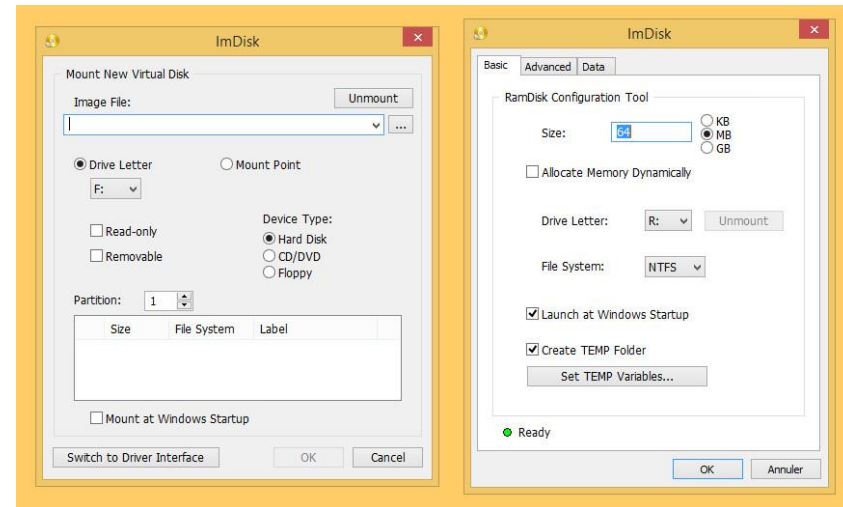 ImDisk
Mount New Virtual Disk
Image File:
Unmount
...
Drive Letter
Mount Point
F:
Read-only
Removable
Device Type:
Hard Disk
CD/DVD
Floppy
Partition: 1
Size File System Label
Mount at Windows Startup
Switch to Driver Interface OK Cancel
ImDisk
Basic Advanced Data
RamDisk Configuration Tool
Size: 64
KB
MB
GB
Allocate Memory Dynamically
Drive Letter: R: Unmount
File System: NTFS
Launch at Windows Startup
Create TEMP Folder
Set TEMP Variables...
Ready
OK Annuler